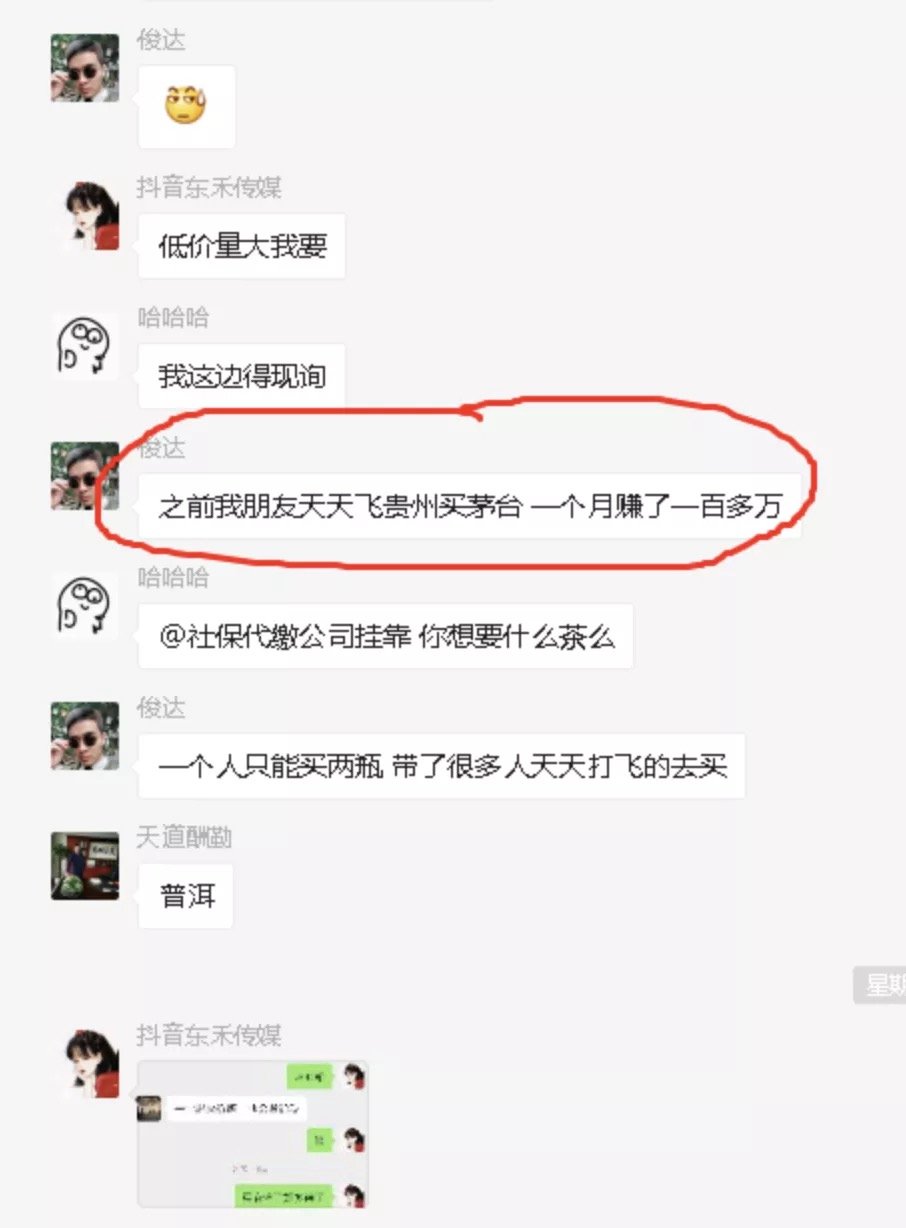 俊达
抖音东禾传媒
低价量大我要
哈哈哈
我这边得现询
俊达
之前我朋友天天飞贵州买茅台 一个月赚了一百多万
哈哈哈
@社保代缴公司挂靠 你想要什么茶么
俊达
一个人只能买两瓶 带了很多人天天打飞的去买
天道酬勤
普洱
星期
抖音东禾传媒